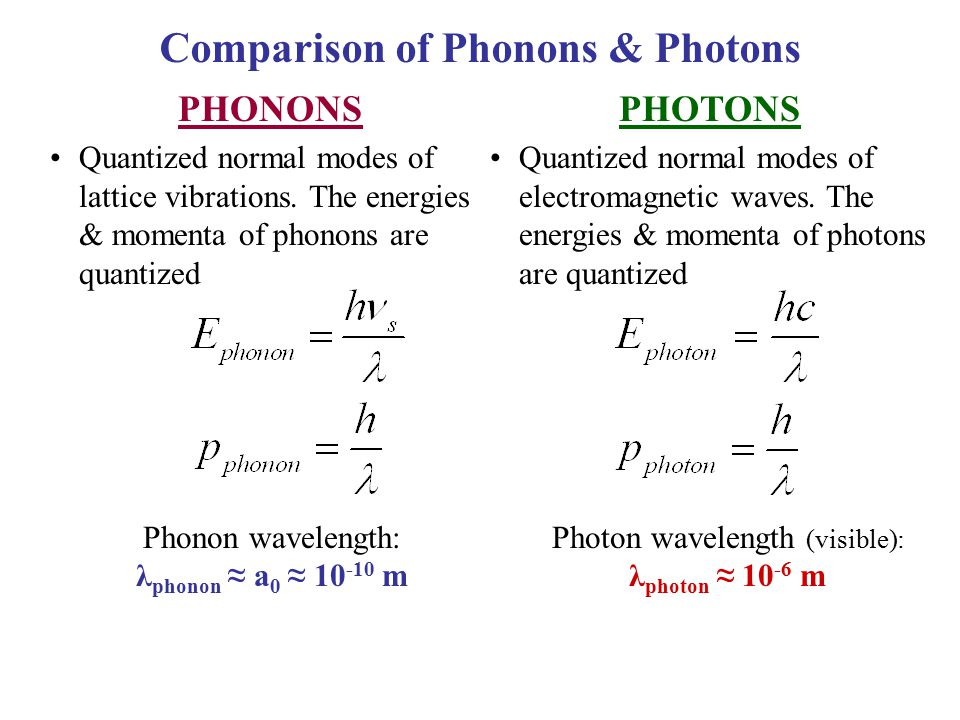 Comparison of Phonons & Photons
PHONONS
• Quantized normal modes of
lattice vibrations. The energies
& momenta of phonons are
quantized
E_phonon = hν_s / λ
p_phonon = h / λ
Phonon wavelength:
λ_phonon ≈ a₀ ≈ 10⁻¹⁰ m
PHOTONS
• Quantized normal modes of
electromagnetic waves. The
energies & momenta of photons
are quantized
E_photon = hc / λ
p_photon = h / λ
Photon wavelength (visible):
λ_photon ≈ 10⁻⁶ m